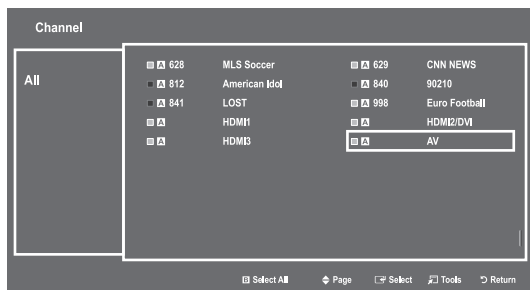 Channel
All
A 628 MLS Soccer A 629 CNN NEWS
A 812 American Idol A 840 90210
A 841 LOST A 998 Euro Football
A HDMI1 A HDMI2/DVI
A HDMI3 A AV
B Select All Page Select Tools Return